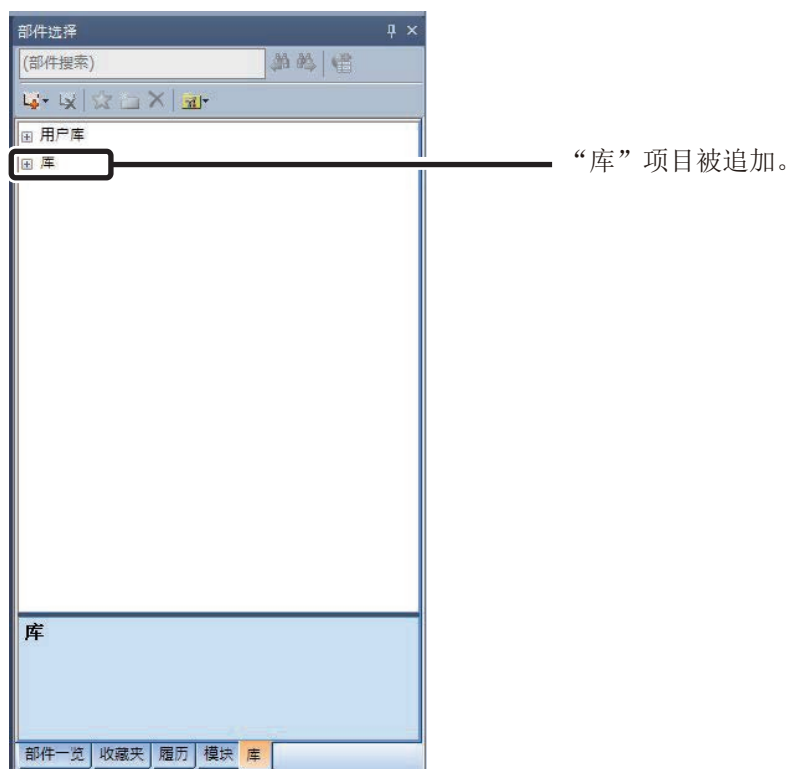 部件选择
(部件搜索)
用户库
库
“库”项目被追加。
库
部件一览 收藏夹 履历 模块 库